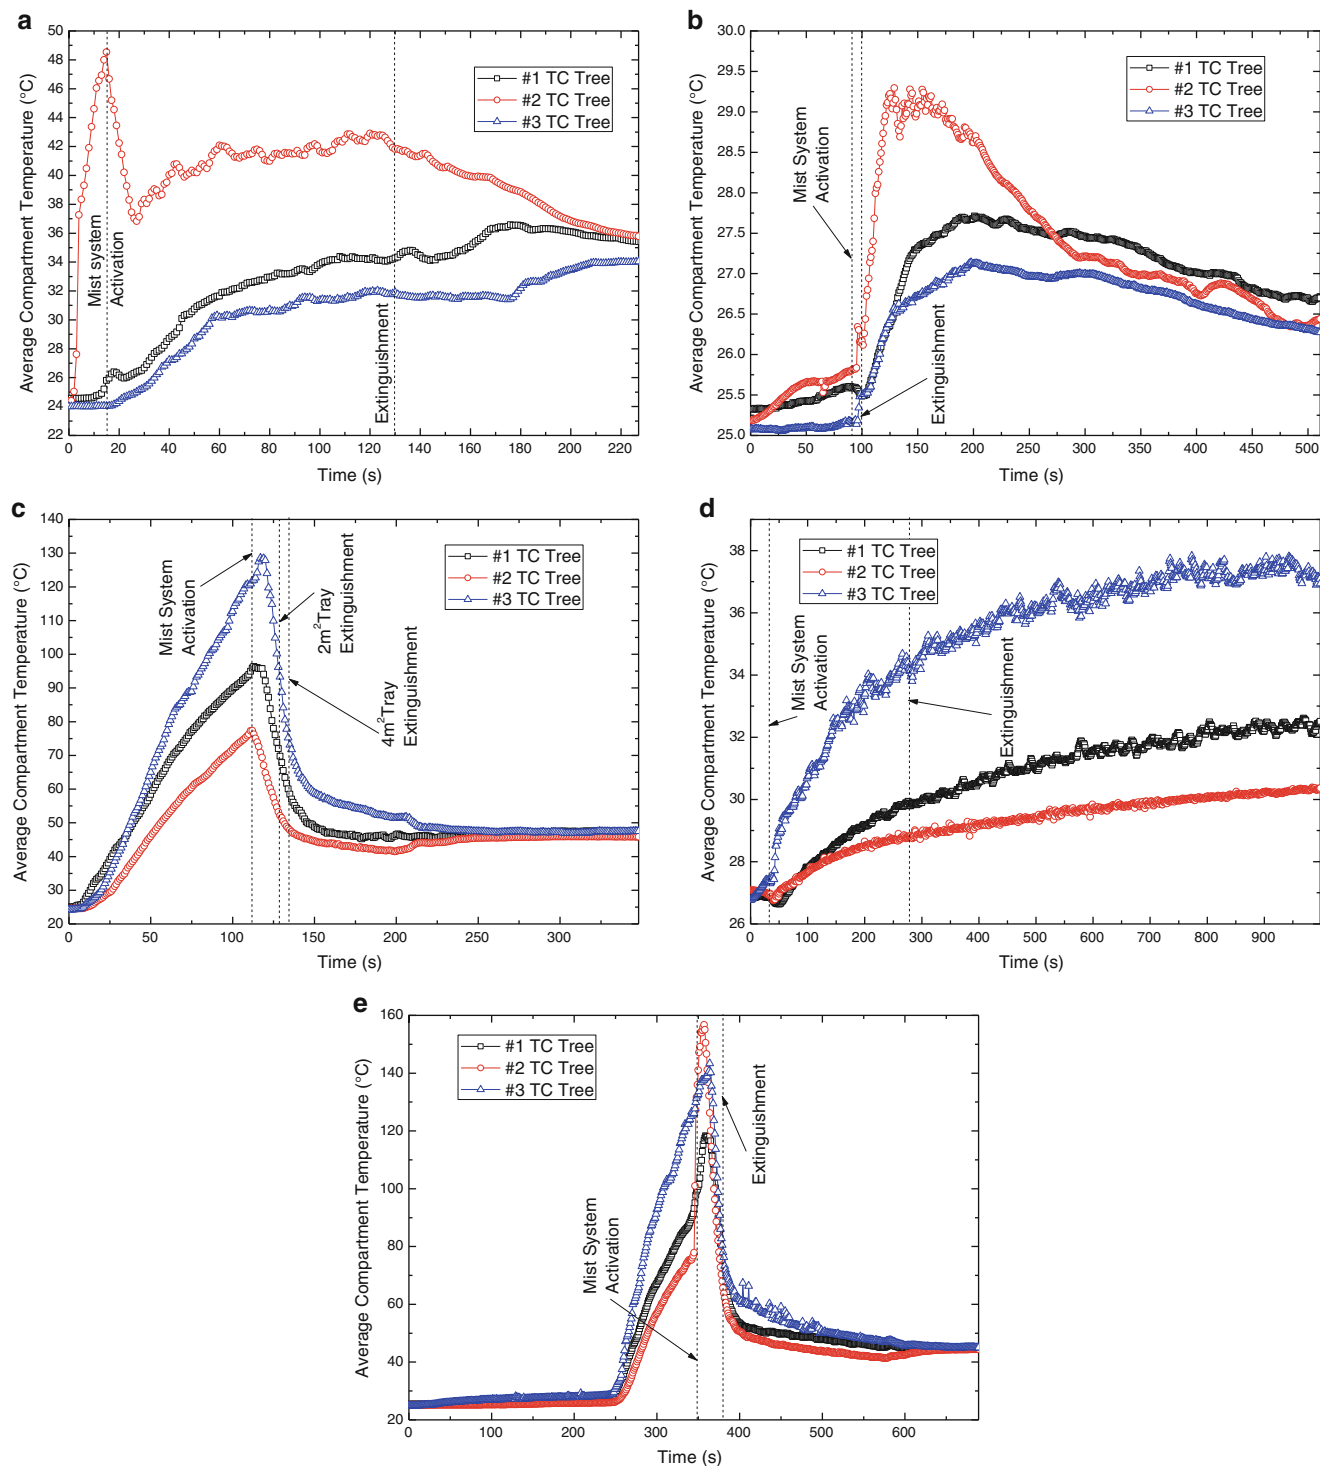 a
50
48
46
44
42
40
38
36
34
32
30
28
26
24
22
0
20
40
60
80
100
120
140
160
180
200
220
Average Compartment Temperature (°C)
Time (s)
#1 TC Tree
#2 TC Tree
#3 TC Tree
Mist system
Activation
Extinguishment
b
30.0
29.5
29.0
28.5
28.0
27.5
27.0
26.5
26.0
25.5
25.0
0
50
100
150
200
250
300
350
400
450
500
Average Compartment Temperature (°C)
Time (s)
#1 TC Tree
#2 TC Tree
#3 TC Tree
Mist System
Activation
Extinguishment
c
140
130
120
110
100
90
80
70
60
50
40
30
20
0
50
100
150
200
250
300
Average Compartment Temperature (°C)
Time (s)
#1 TC Tree
#2 TC Tree
#3 TC Tree
Mist System
Activation
2m²Tray
Extinguishment
4m²Tray
Extinguishment
d
38
36
34
32
30
28
26
0
100
200
300
400
500
600
700
800
900
Average Compartment Temperature (°C)
Time (s)
#1 TC Tree
#2 TC Tree
#3 TC Tree
Mist System
Activation
Extinguishment
e
160
140
120
100
80
60
40
20
0
100
200
300
400
500
600
Average Compartment Temperature (°C)
Time (s)
#1 TC Tree
#2 TC Tree
#3 TC Tree
Mist System
Activation
Extinguishment